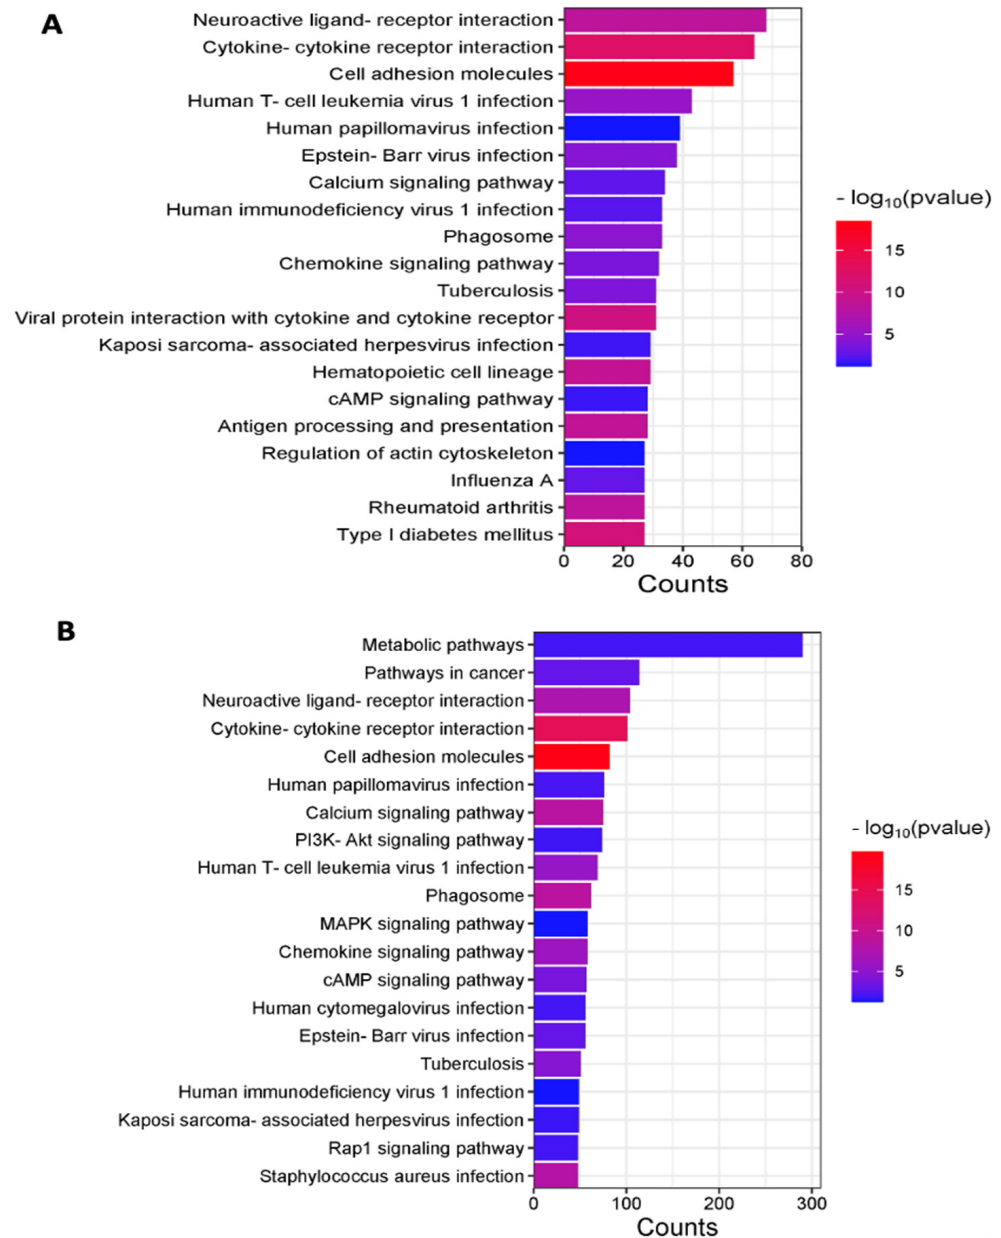 A
Neuroactive ligand- receptor interaction
Cytokine- cytokine receptor interaction
Cell adhesion molecules
Human T- cell leukemia virus 1 infection
Human papillomavirus infection
Epstein- Barr virus infection
Calcium signaling pathway
Human immunodeficiency virus 1 infection
Phagosome
Chemokine signaling pathway
Tuberculosis
Viral protein interaction with cytokine and cytokine receptor
Kaposi sarcoma- associated herpesvirus infection
Hematopoietic cell lineage
cAMP signaling pathway
Antigen processing and presentation
Regulation of actin cytoskeleton
Influenza A
Rheumatoid arthritis
Type I diabetes mellitus
0 20 40 60 80
Counts
- log₁₀(pvalue)
15
10
5
B
Metabolic pathways
Pathways in cancer
Neuroactive ligand- receptor interaction
Cytokine- cytokine receptor interaction
Cell adhesion molecules
Human papillomavirus infection
Calcium signaling pathway
PI3K- Akt signaling pathway
Human T- cell leukemia virus 1 infection
Phagosome
MAPK signaling pathway
Chemokine signaling pathway
cAMP signaling pathway
Human cytomegalovirus infection
Epstein- Barr virus infection
Tuberculosis
Human immunodeficiency virus 1 infection
Kaposi sarcoma- associated herpesvirus infection
Rap1 signaling pathway
Staphylococcus aureus infection
0 100 200 300
Counts
- log₁₀(pvalue)
15
10
5